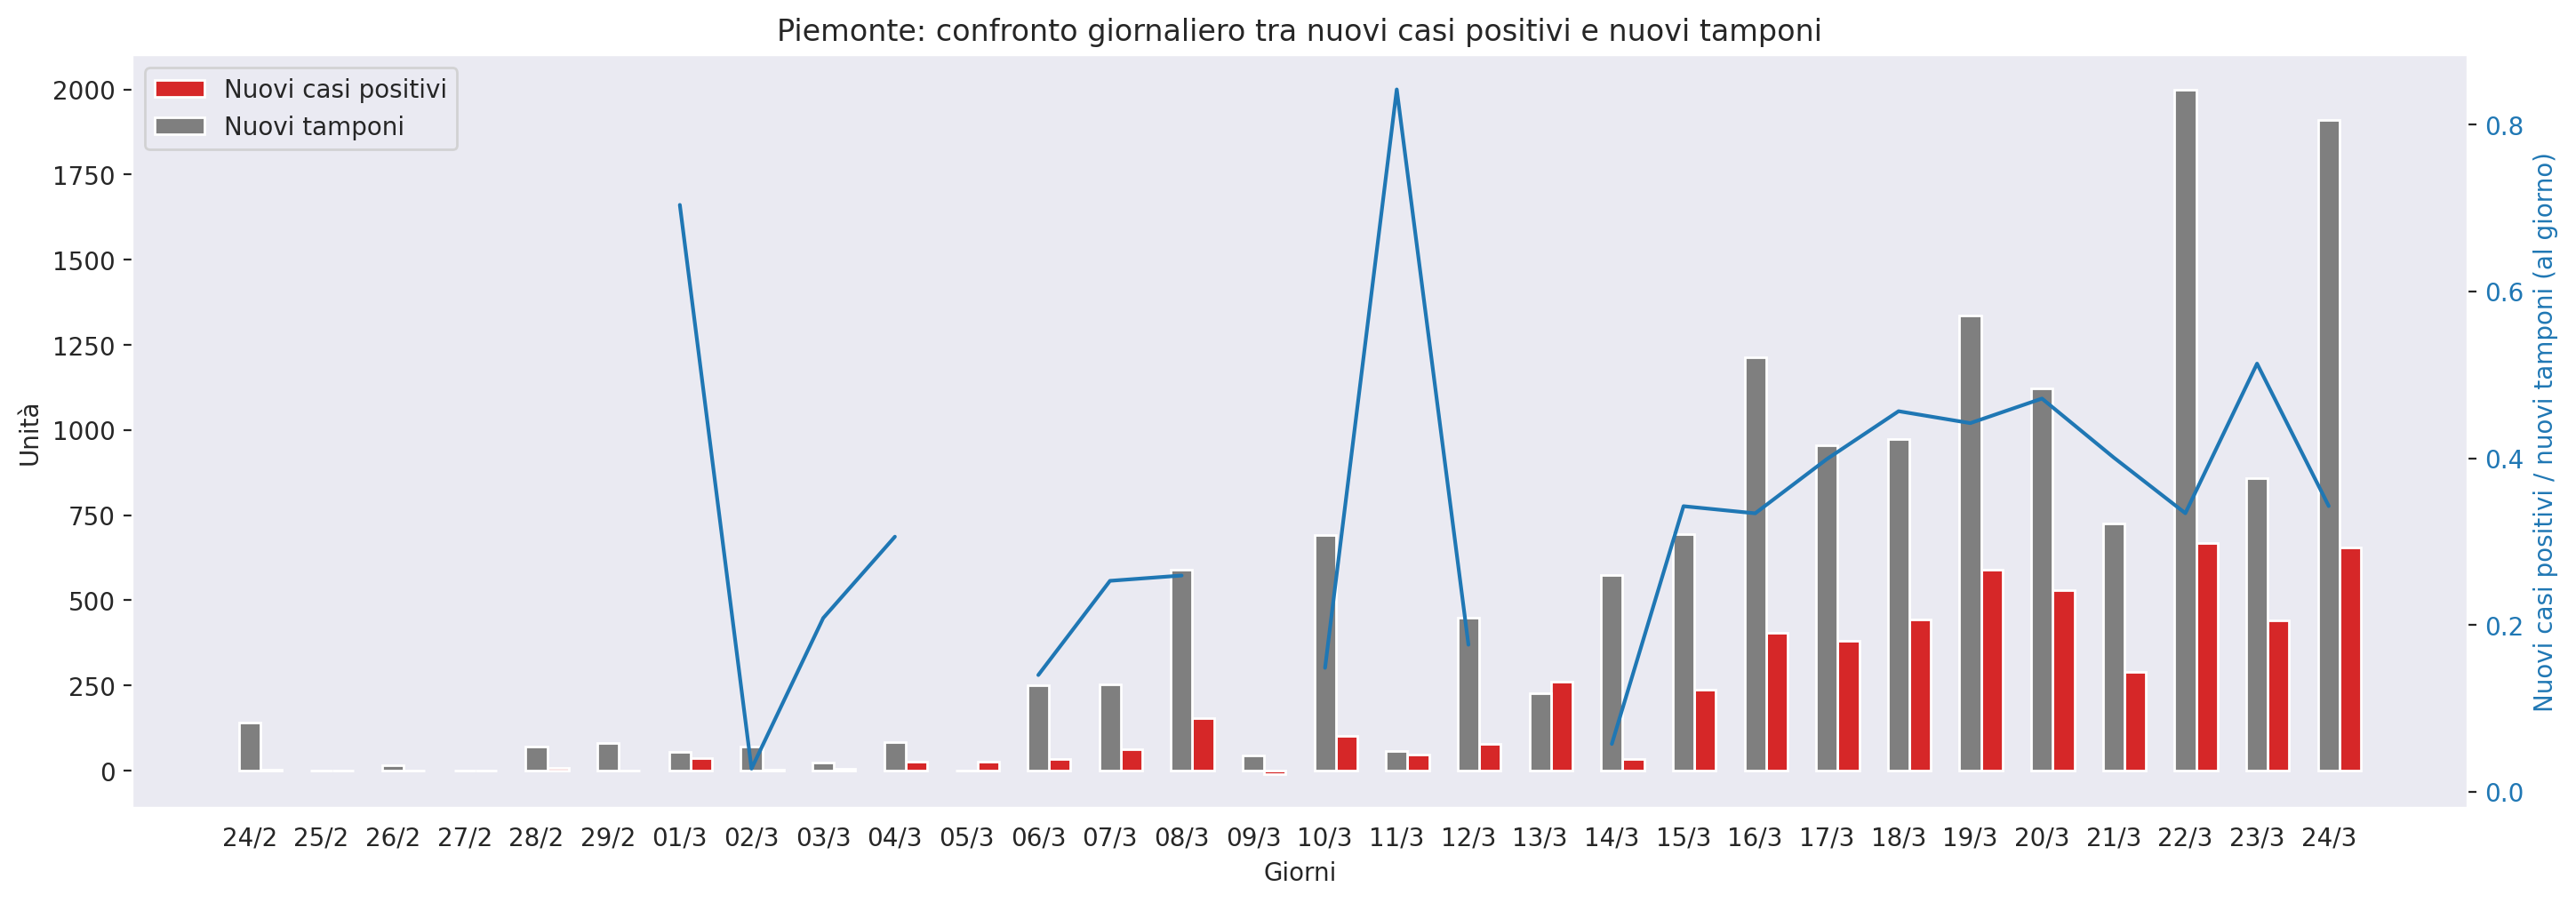 Piemonte: confronto giornaliero tra nuovi casi positivi e nuovi tamponi
Nuovi casi positivi
Nuovi tamponi
2000
1750
1500
1250
1000
750
500
250
0
Unità
0.8
0.6
0.4
0.2
0.0
Nuovi casi positivi / nuovi tamponi (al giorno)
24/2 25/2 26/2 27/2 28/2 29/2 01/3 02/3 03/3 04/3 05/3 06/3 07/3 08/3 09/3 10/3 11/3 12/3 13/3 14/3 15/3 16/3 17/3 18/3 19/3 20/3 21/3 22/3 23/3 24/3
Giorni